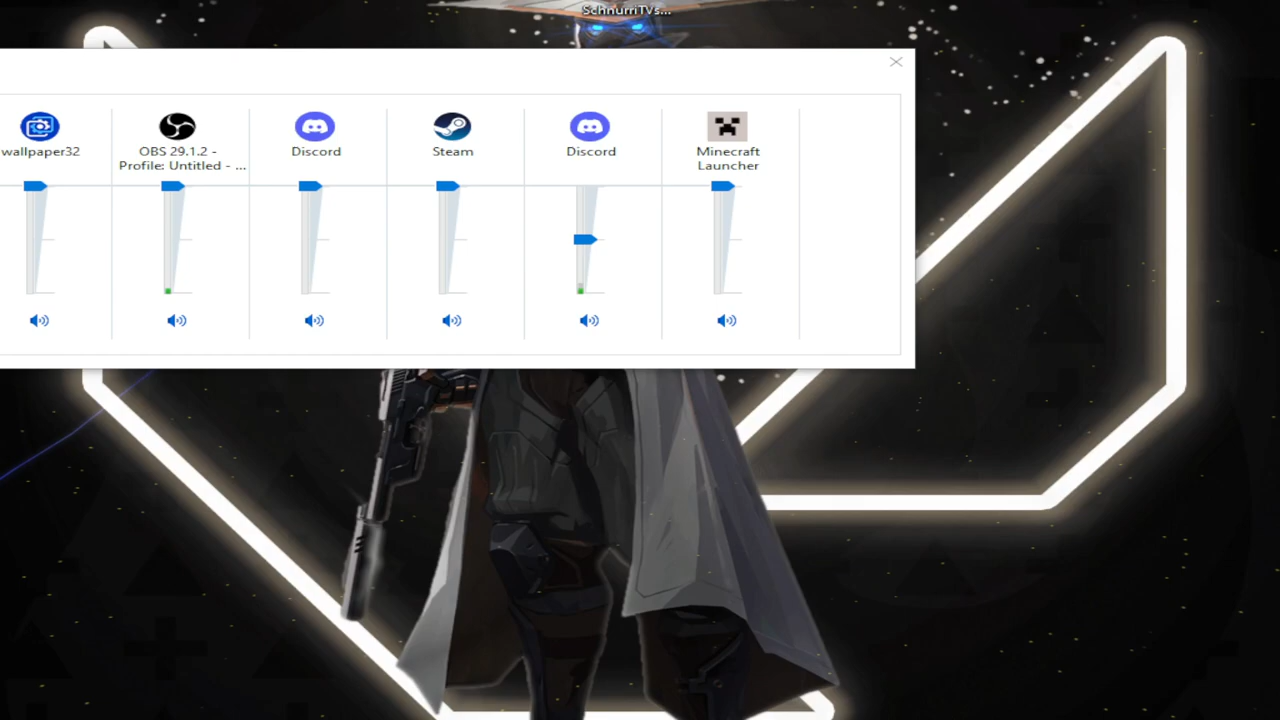 SchnurriTVs...
wallpaper32
OBS 29.1.2 -
Profile: Untitled - ...
Discord
Steam
Discord
Minecraft
Launcher